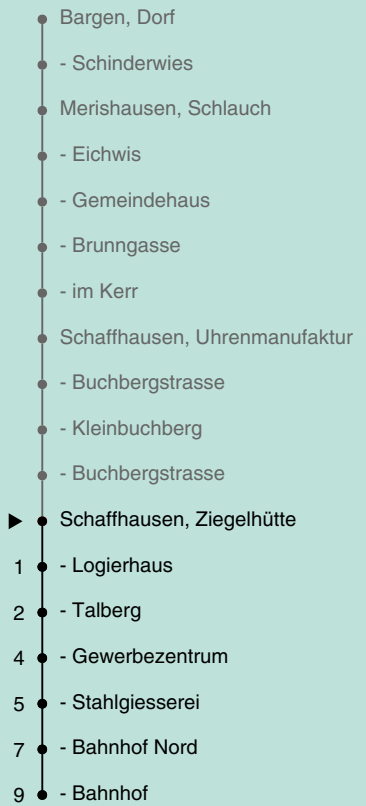 Bargen, Dorf
- Schinderwies
Merishausen, Schlauch
- Eichwis
- Gemeindehaus
- Brunngasse
- im Kerr
Schaffhausen, Uhrenmanufaktur
- Buchbergstrasse
- Kleinbuchberg
- Buchbergstrasse
Schaffhausen, Ziegelhütte
1 - Logierhaus
2 - Talberg
4 - Gewerbezentrum
5 - Stahlgiesserei
7 - Bahnhof Nord
9 - Bahnhof